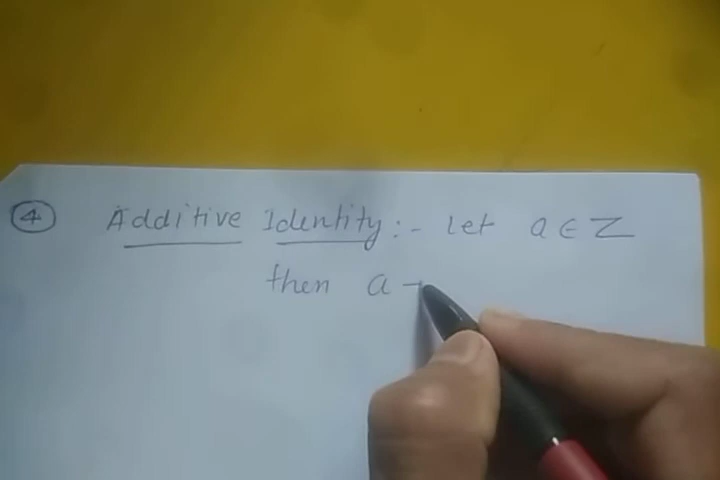 ④ Additive Identity :- Let a ∈ Z
then a -